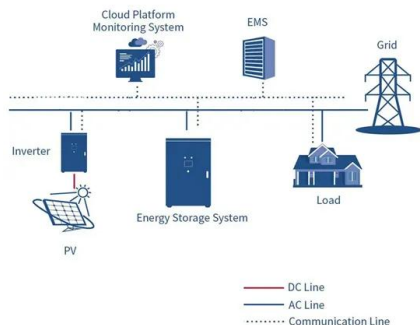 Cloud Platform
Monitoring System
EMS
Grid
Inverter
Energy Storage System
Load
PV
DC Line
AC Line
Communication Line